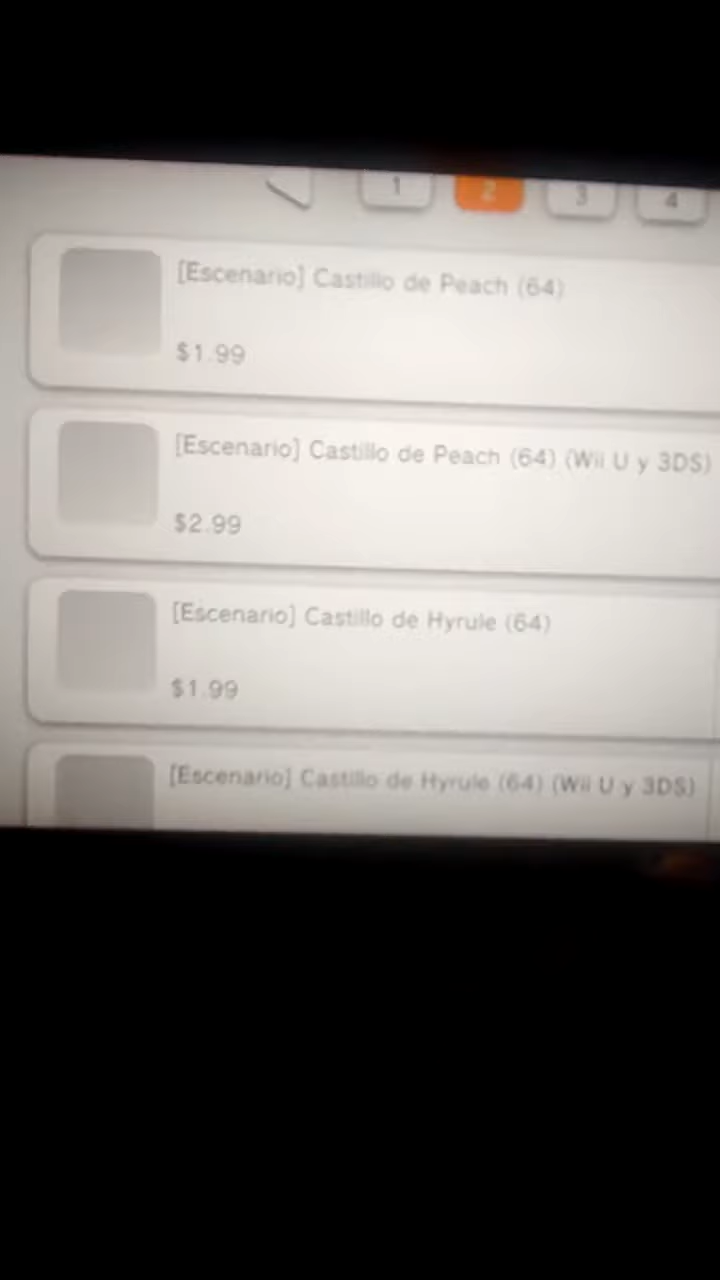 1 2 3 4
[Escenario] Castillo de Peach (64)
$1.99
[Escenario] Castillo de Peach (64) (Wii U y 3DS)
$2.99
[Escenario] Castillo de Hyrule (64)
$1.99
[Escenario] Castillo de Hyrule (64) (Wii U y 3DS)